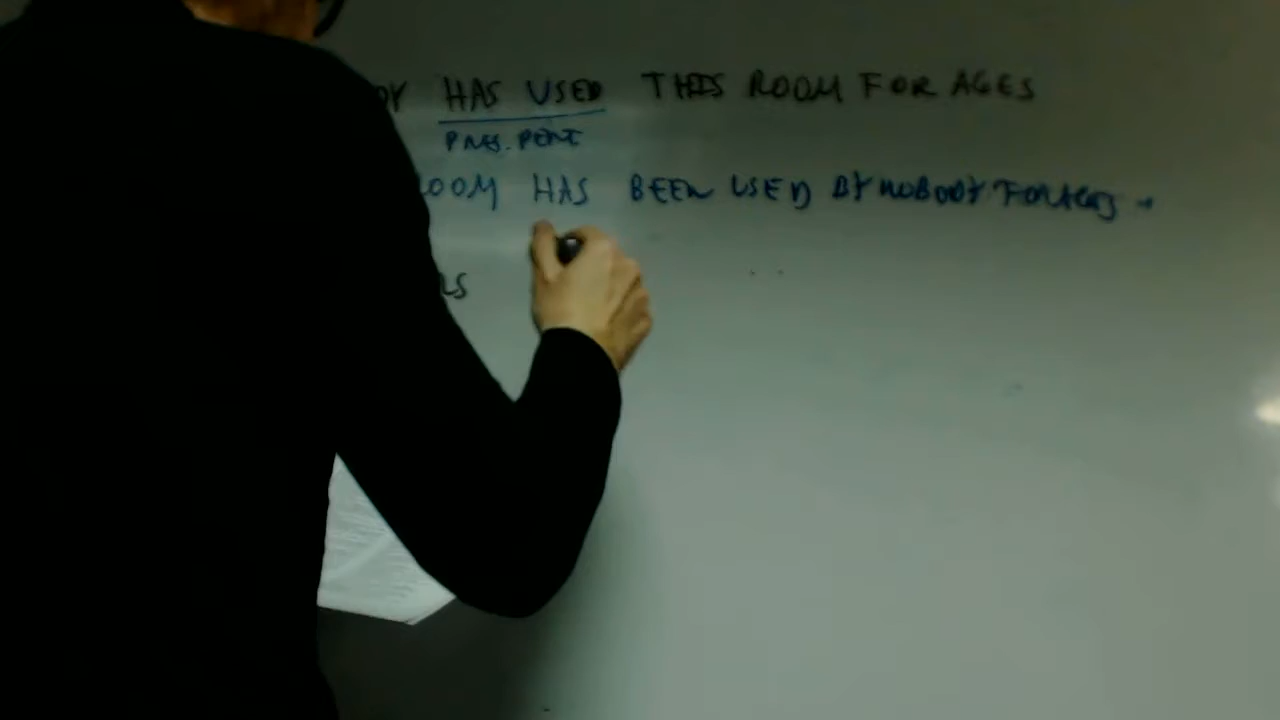 HAS USED THIS ROOM FOR AGES
PRES. PERF
ROOM HAS BEEN USED BY NOBODY FOR AGES